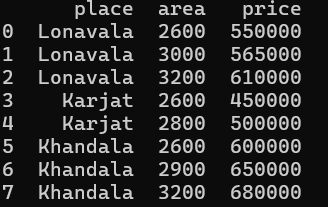 place area price
0 Lonavala 2600 550000
1 Lonavala 3000 565000
2 Lonavala 3200 610000
3 Karjat 2600 450000
4 Karjat 2800 500000
5 Khandala 2600 600000
6 Khandala 2900 650000
7 Khandala 3200 680000